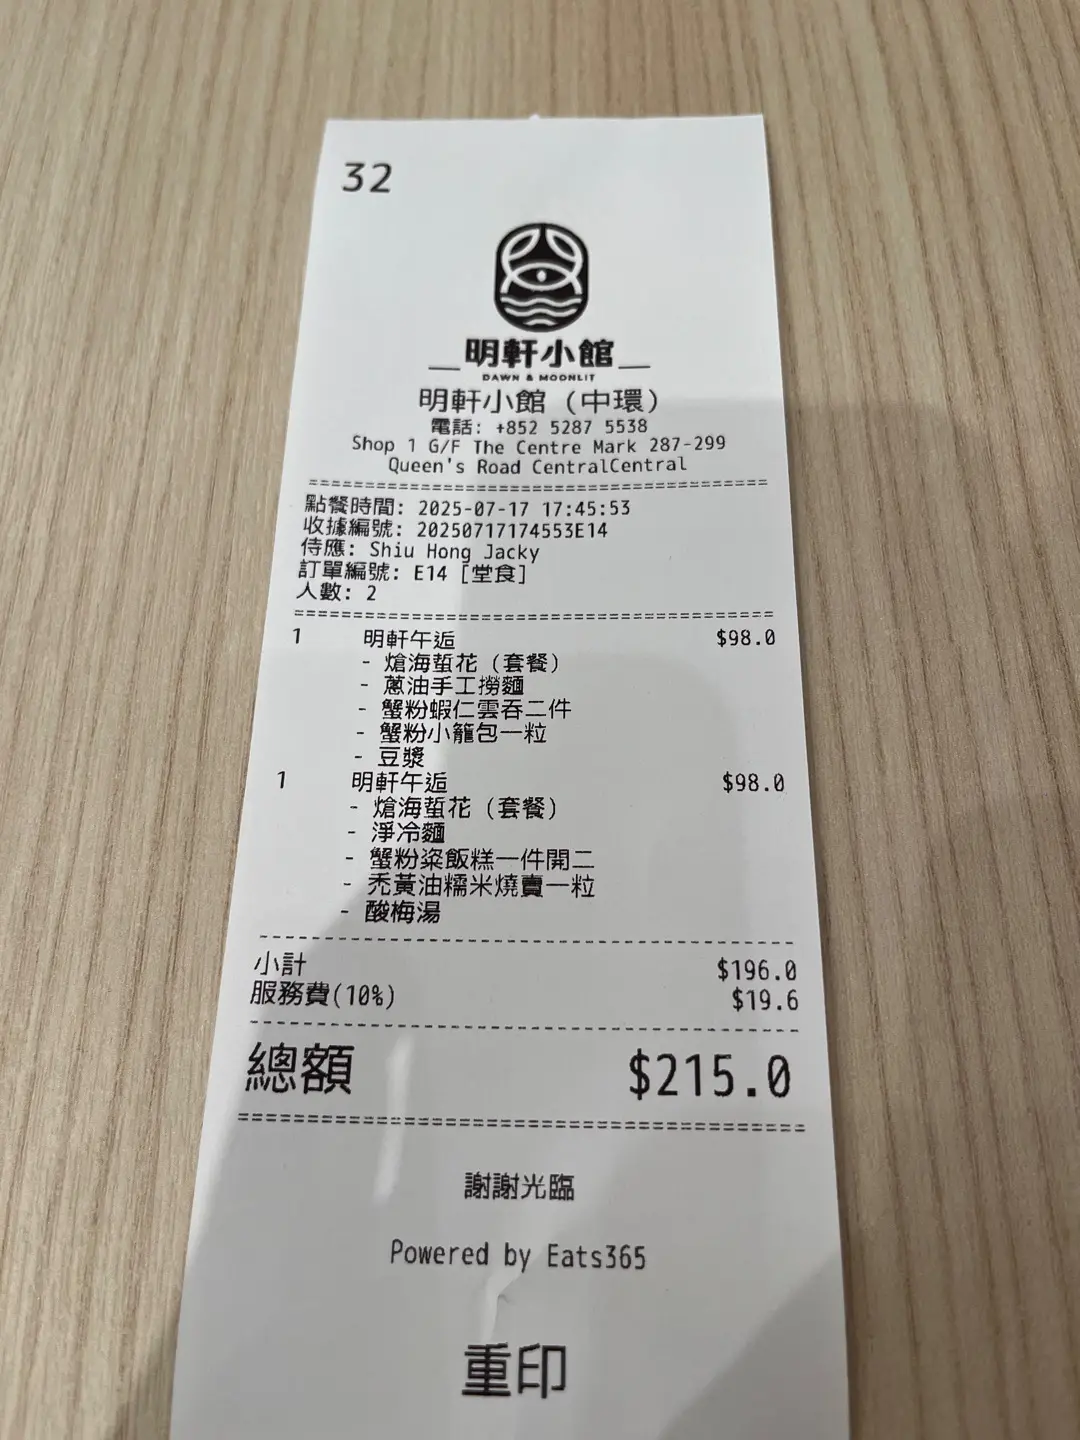 32
明軒小館
DAWN & MOONLIT
明軒小館 (中環)
電話: +852 5287 5538
Shop 1 G/F The Centre Mark 287-299
Queen's Road CentralCentral
點餐時間: 2025-07-17 17:45:53
收據編號: 20250717174553E14
侍應: Shiu Hong Jacky
訂單編號: E14 [堂食]
人數: 2
1 明軒午逅 $98.0
- 熗海蜇花 (套餐)
- 蔥油手工撈麵
- 蟹粉蝦仁雲吞二件
- 蟹粉小籠包一粒
- 豆漿
1 明軒午逅 $98.0
- 熗海蜇花 (套餐)
- 淨冷麵
- 蟹粉粢飯糕一件開二
- 禿黃油糯米燒賣一粒
- 酸梅湯
小計 $196.0
服務費(10%) $19.6
總額 $215.0
謝謝光臨
Powered by Eats365
重印